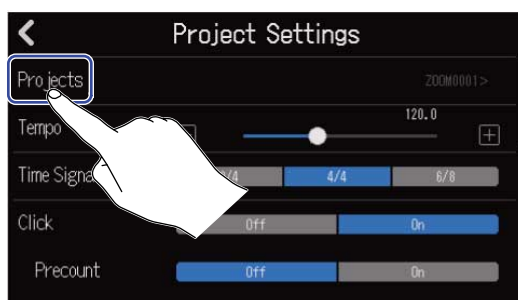 Project Settings
Projects ZOOM0001>
Tempo 120.0
Time Signa 4/4 6/8
Click Off On
Precount Off On